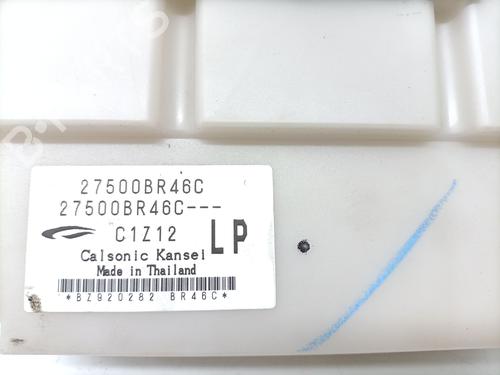 27500BR46C
27500BR46C---
C1Z12 LP
Calsonic Kansei
Made in Thailand
*BZ920282 BR46C*